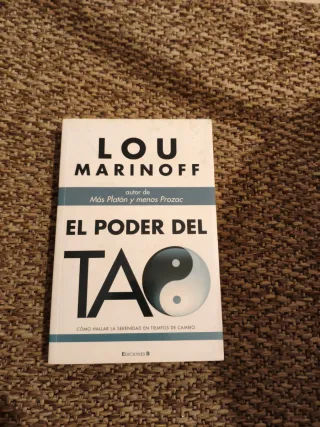 LOU
MARINOFF
autor de
Más Platón y menos Prozac
EL PODER DEL
TAO
CÓMO HALLAR LA SERENIDAD EN TIEMPOS DE CAMBIO
EDICIONES B